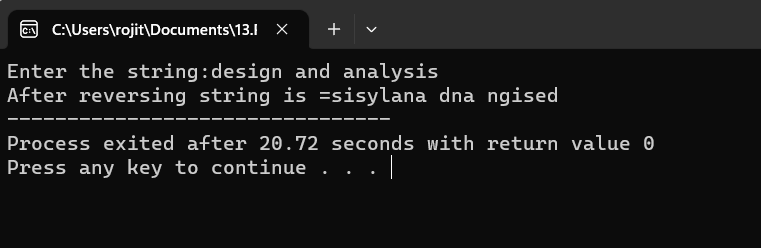 C:\Users\rojit\Documents\13.F
Enter the string:design and analysis
After reversing string is =sisylana dna ngised
--------------------------------
Process exited after 20.72 seconds with return value 0
Press any key to continue . . .